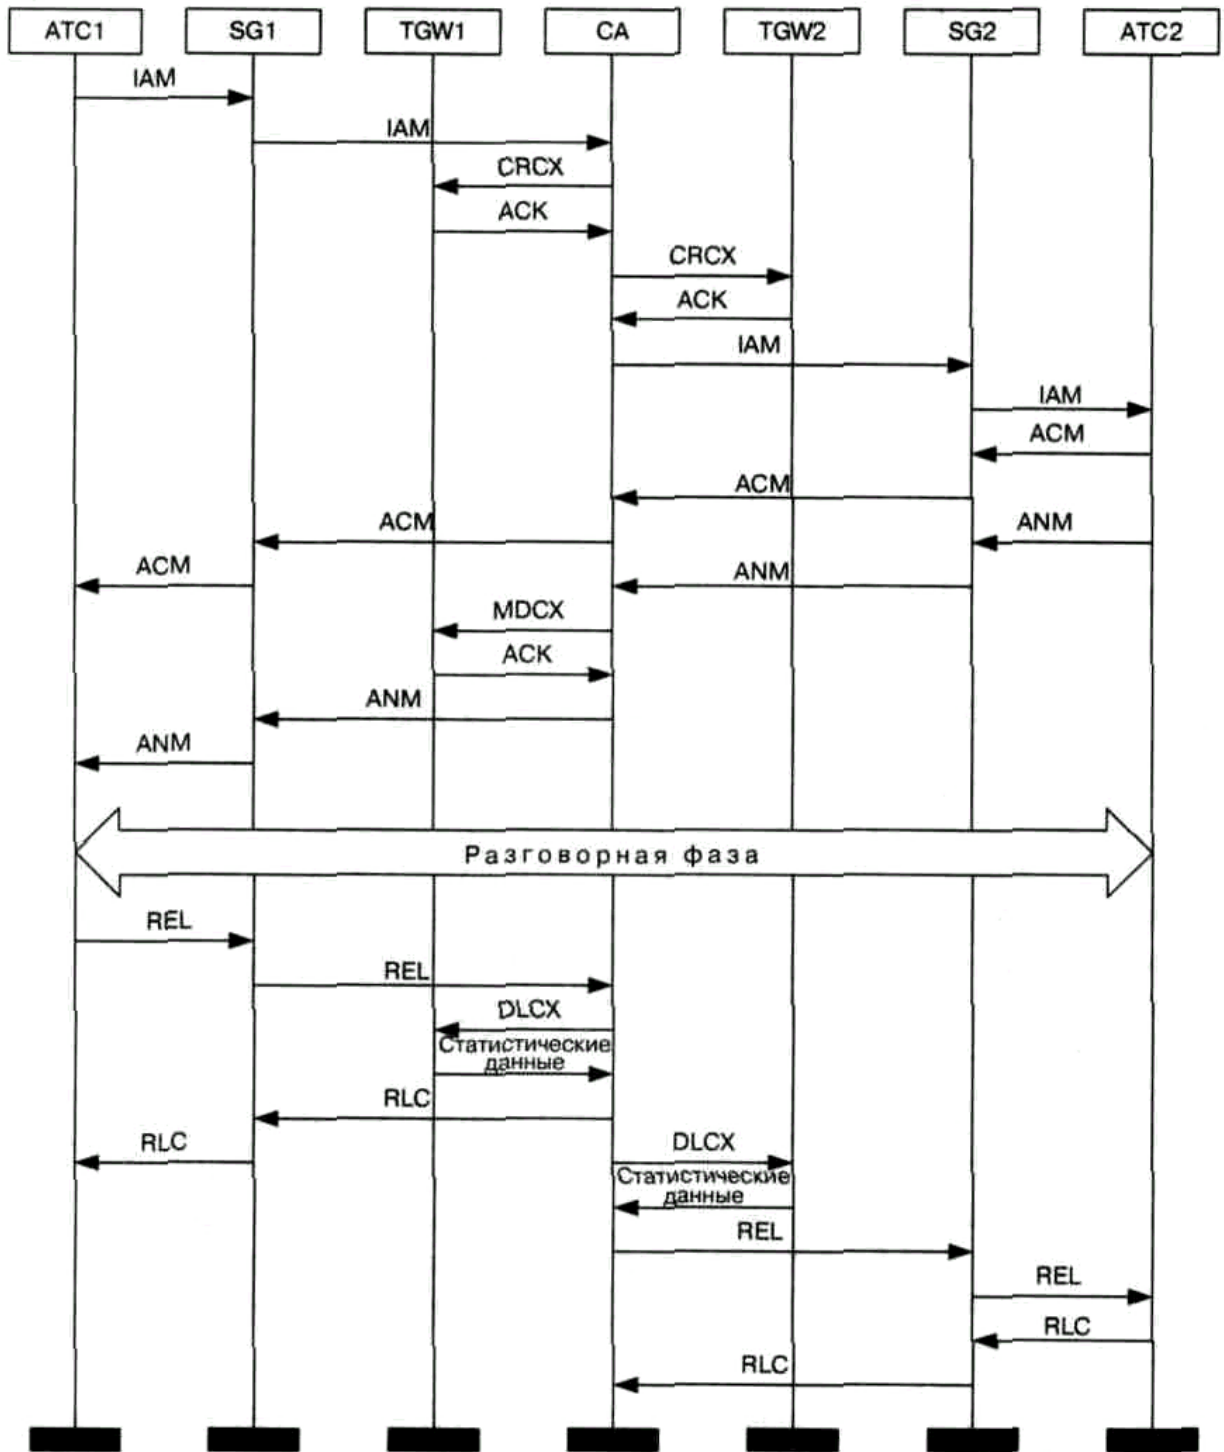 АТС1 SG1 TGW1 CA TGW2 SG2 АТС2
IAM
IAM
CRCX
ACK
CRCX
ACK
IAM
IAM
ACM
ACM
ACM ANM
ACM ANM
MDCX
ACK
ANM
ANM
Разговорная фаза
REL
REL
DLCX
Статистические
данные
RLC
RLC DLCX
Статистические
данные
REL
REL
RLC
RLC